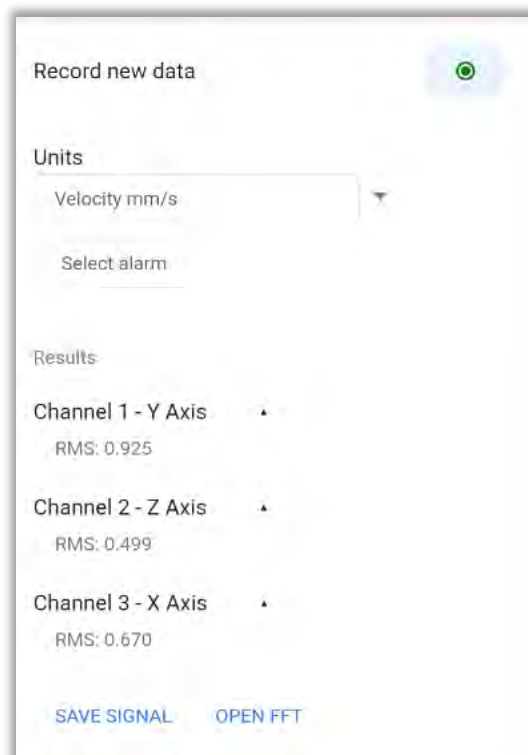 Record new data
Units
Velocity mm/s
Select alarm
Results
Channel 1 - Y Axis
RMS: 0.925
Channel 2 - Z Axis
RMS: 0.499
Channel 3 - X Axis
RMS: 0.670
SAVE SIGNAL OPEN FFT